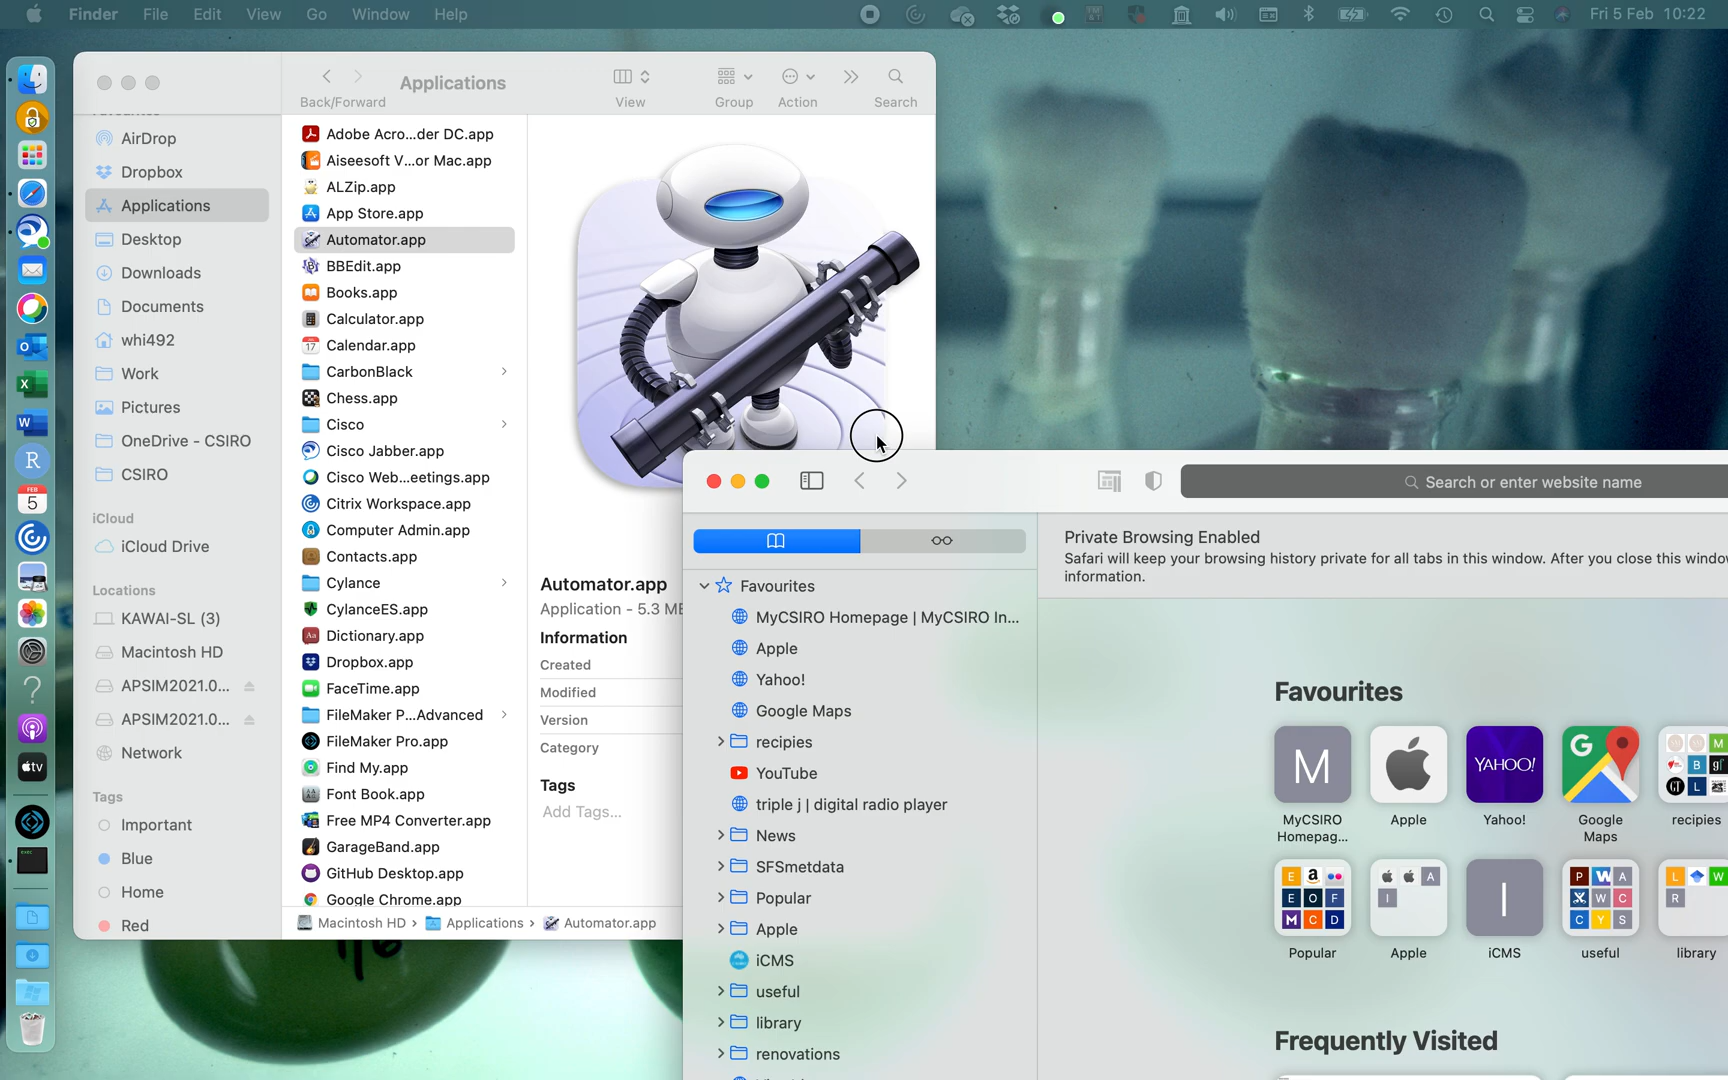 Finder File Edit View Go Window Help
Fri 5 Feb 10:22
Applications
Back/Forward View Group Action Search
AirDrop
Dropbox
Applications
Desktop
Downloads
Documents
whi492
Work
Pictures
OneDrive - CSIRO
CSIRO
iCloud
iCloud Drive
Locations
KAWAI-SL (3)
Macintosh HD
APSIM2021.0...
APSIM2021.0...
Network
Tags
Important
Blue
Home
Red
Adobe Acro...der DC.app
Aiseesoft V...or Mac.app
ALZip.app
App Store.app
Automator.app
BBEdit.app
Books.app
Calculator.app
Calendar.app
CarbonBlack
Chess.app
Cisco
Cisco Jabber.app
Cisco Web...eetings.app
Citrix Workspace.app
Computer Admin.app
Contacts.app
Cylance
CylanceES.app
Dictionary.app
Dropbox.app
FaceTime.app
FileMaker P...Advanced
FileMaker Pro.app
Find My.app
Font Book.app
Free MP4 Converter.app
GarageBand.app
GitHub Desktop.app
Google Chrome.app
Automator.app
Application - 5.3 ME
Information
Created
Modified
Version
Category
Tags
Add Tags...
Macintosh HD › Applications › Automator.app
Search or enter website name
Private Browsing Enabled
Safari will keep your browsing history private for all tabs in this window. After you close this windo
information.
Favourites
MyCSIRO Homepage | MyCSIRO In...
Apple
Yahoo!
Google Maps
recipies
YouTube
triple j | digital radio player
News
SFSmetdata
Popular
Apple
iCMS
useful
library
renovations
Favourites
M
YAHOO!
MyCSIRO
Homepag...
Apple
Yahoo!
Google
Maps
recipies
I
Popular
Apple
iCMS
useful
library
Frequently Visited